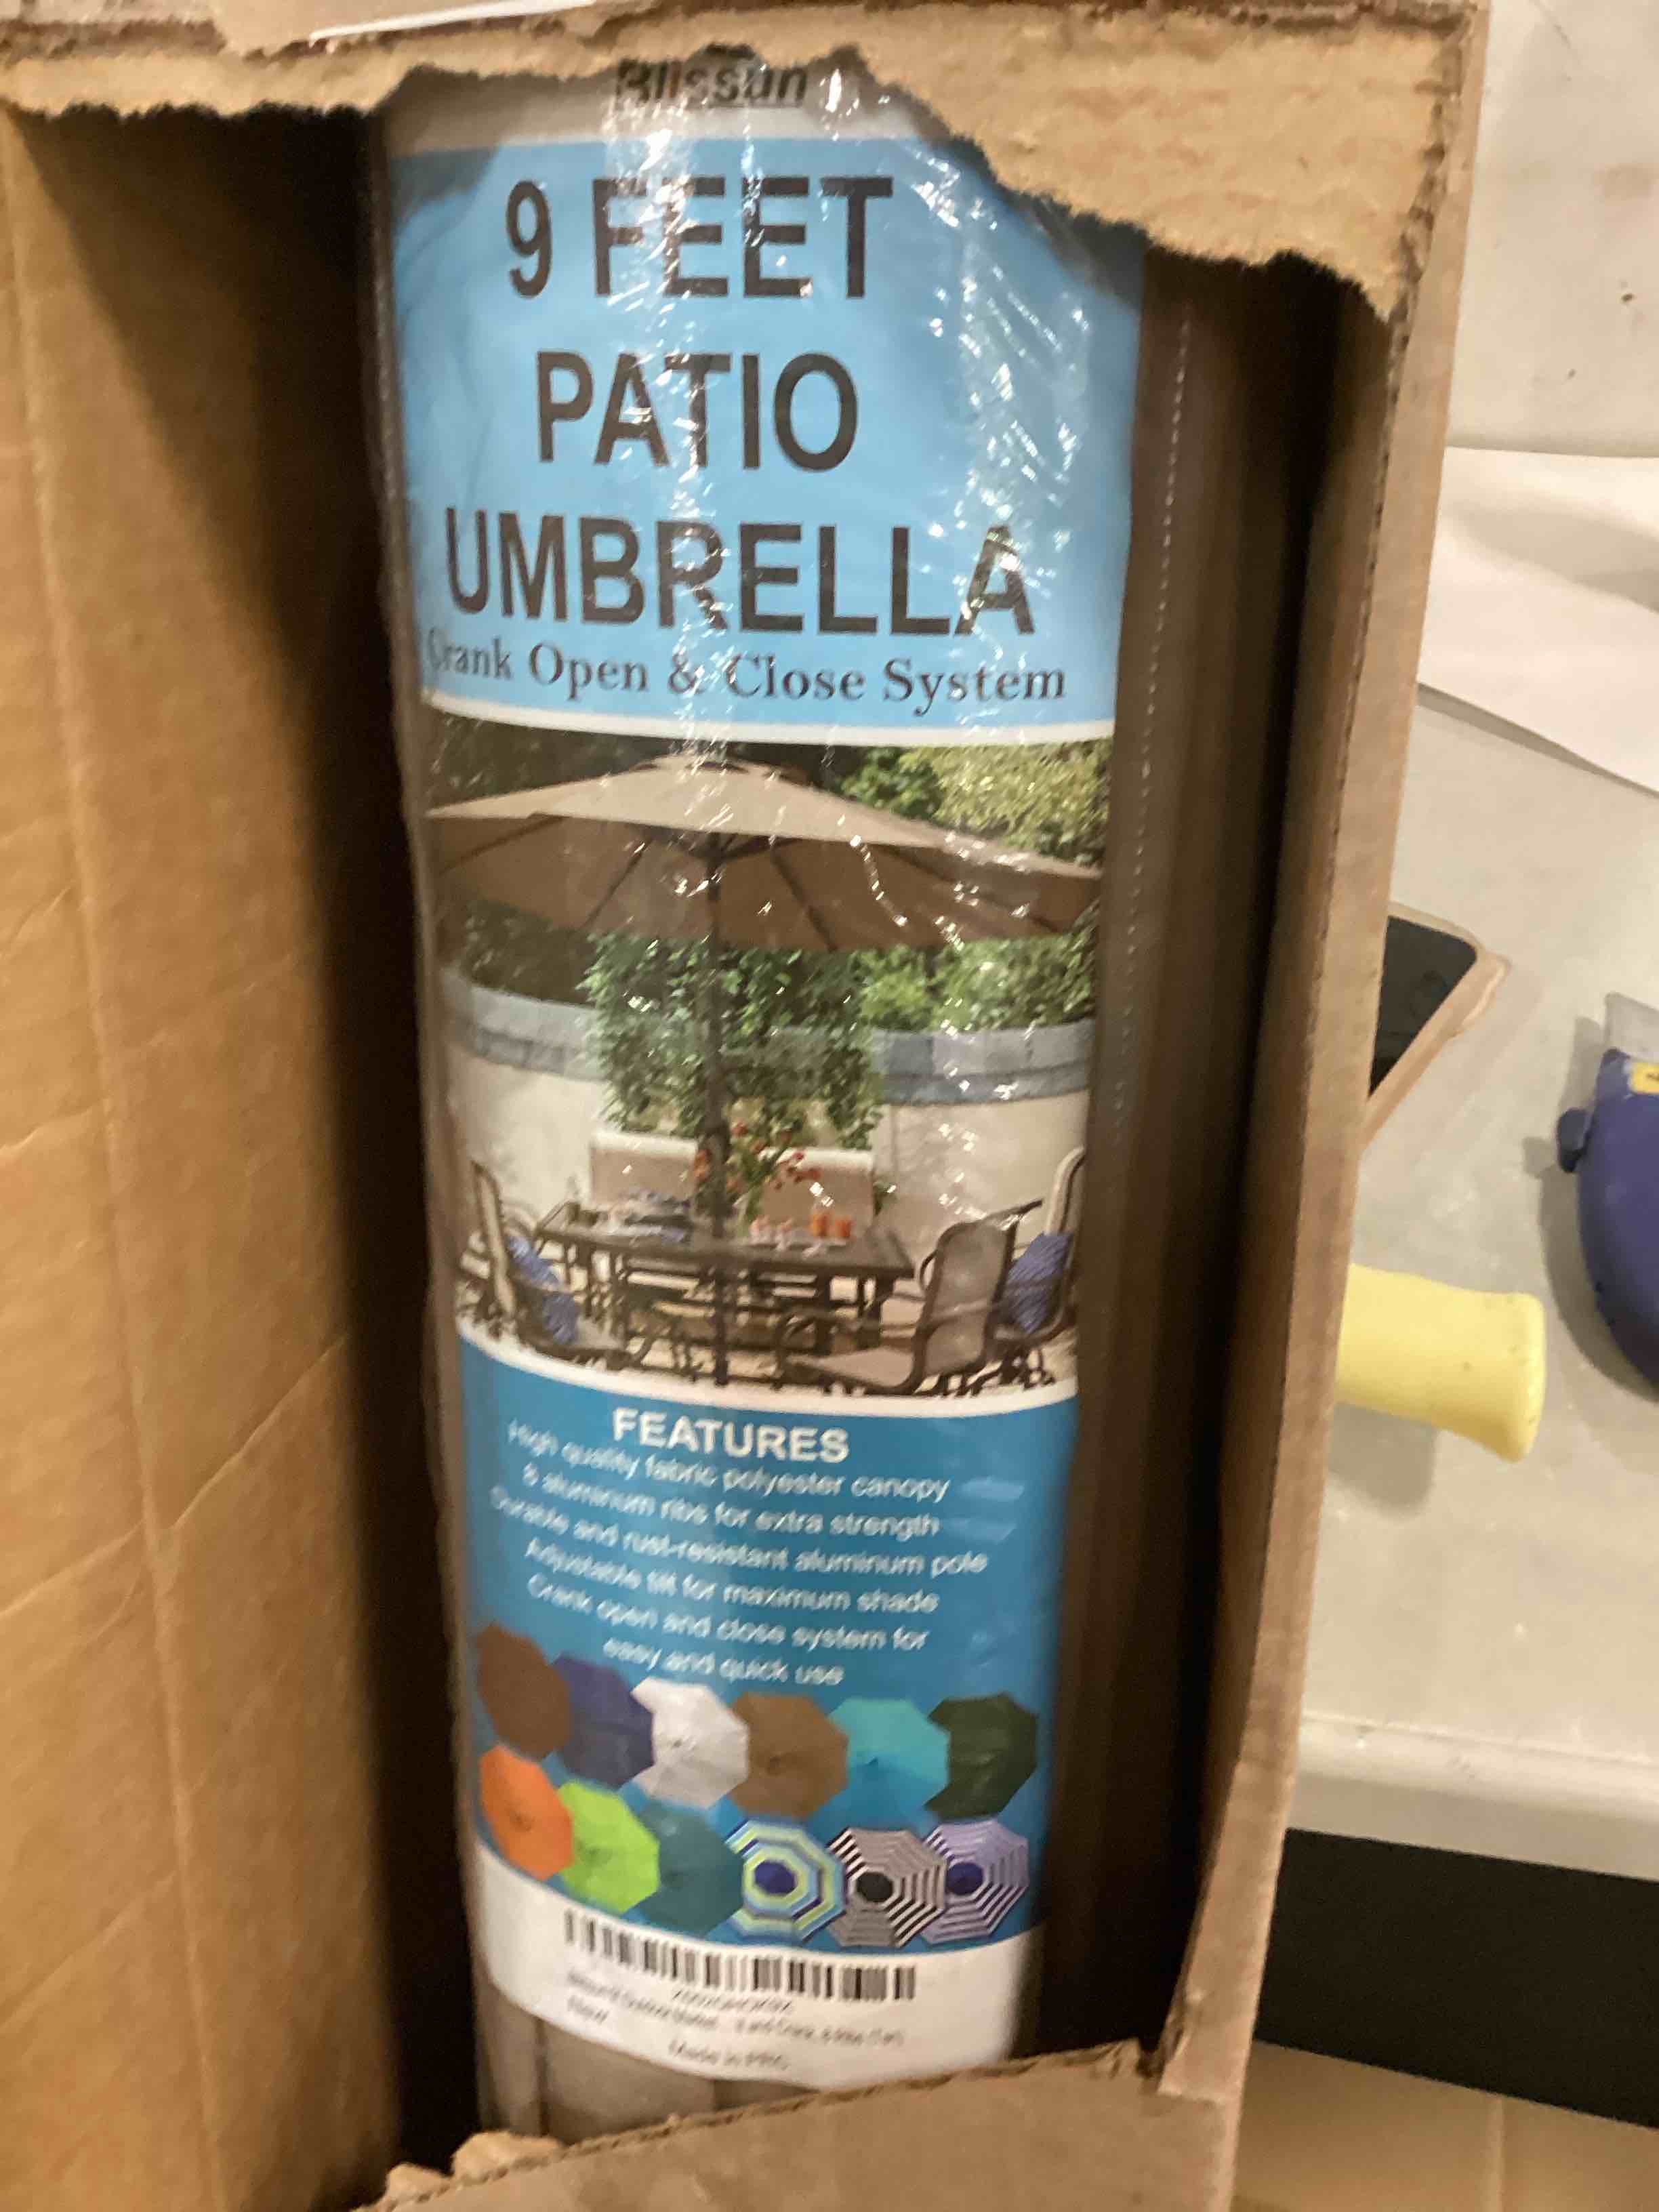 Blissun
9 FEET
PATIO
UMBRELLA
Crank Open & Close System
FEATURES
High quality fabric polyester canopy
8 aluminum ribs for extra strength
Durable and rust-resistant aluminum pole
Adjustable tilt for maximum shade
Crank open and close system for
easy and quick use
New
Made in PRC